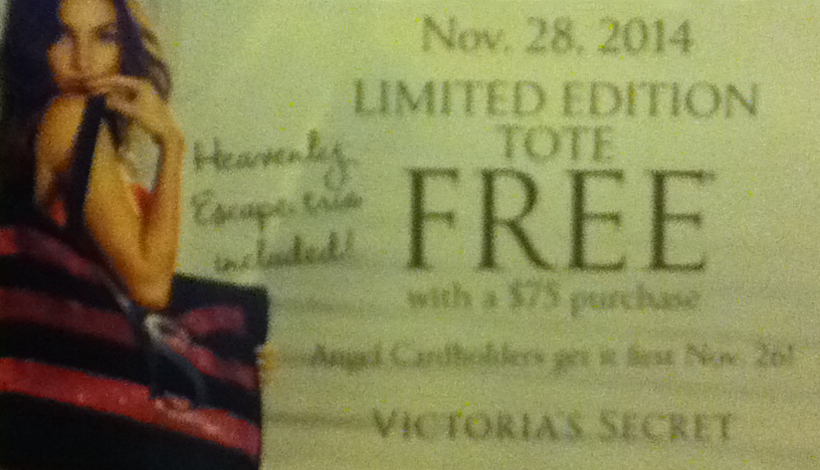 Nov. 28, 2014
LIMITED EDITION
TOTE
FREE
with a $75 purchase
Angel Cardholders get it first Nov. 26!
VICTORIA'S SECRET
Heavenly
Escape trio
included!